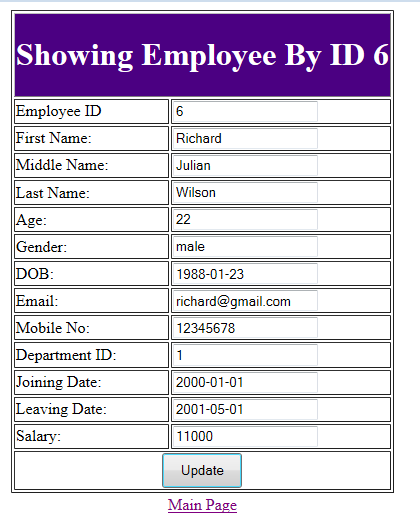 Showing Employee By ID 6
Employee ID 6
First Name: Richard
Middle Name: Julian
Last Name: Wilson
Age: 22
Gender: male
DOB: 1988-01-23
Email: richard@gmail.com
Mobile No: 12345678
Department ID: 1
Joining Date: 2000-01-01
Leaving Date: 2001-05-01
Salary: 11000
Update
Main Page